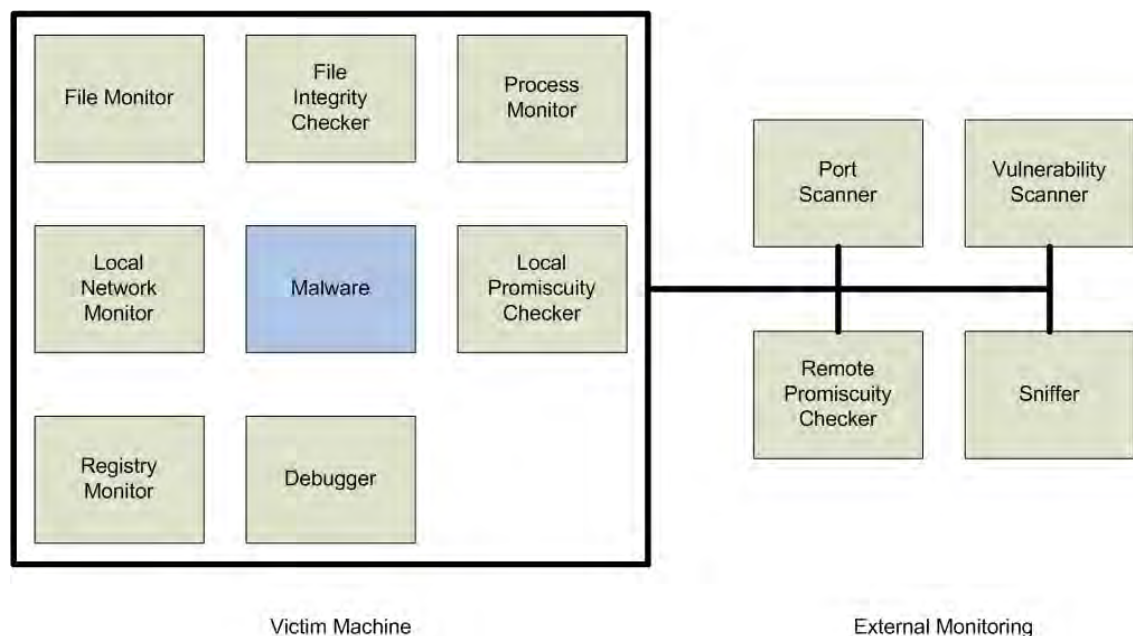 File Monitor
File
Integrity
Checker
Process
Monitor
Local
Network
Monitor
Malware
Local
Promiscuity
Checker
Registry
Monitor
Debugger
Port
Scanner
Vulnerability
Scanner
Remote
Promiscuity
Checker
Sniffer
Victim Machine
External Monitoring